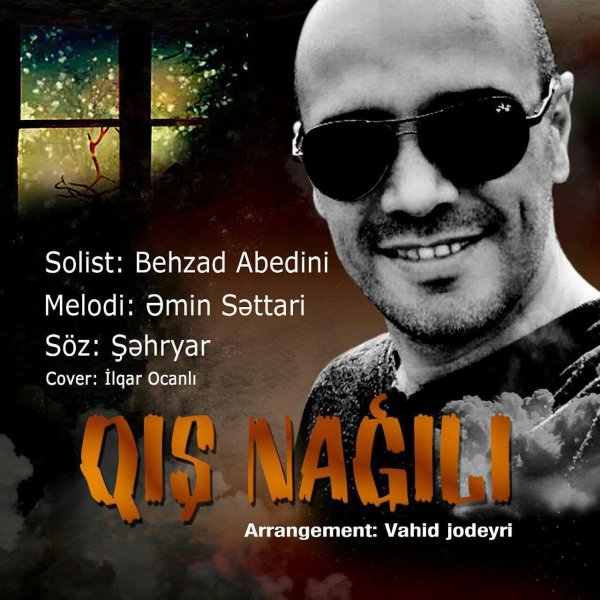 Solist: Behzad Abedini
Melodi: Əmin Səttari
Söz: Şəhryar
Cover: İlqar Ocanlı
QIŞ NAĞILI
Arrangement: Vahid jodeyri